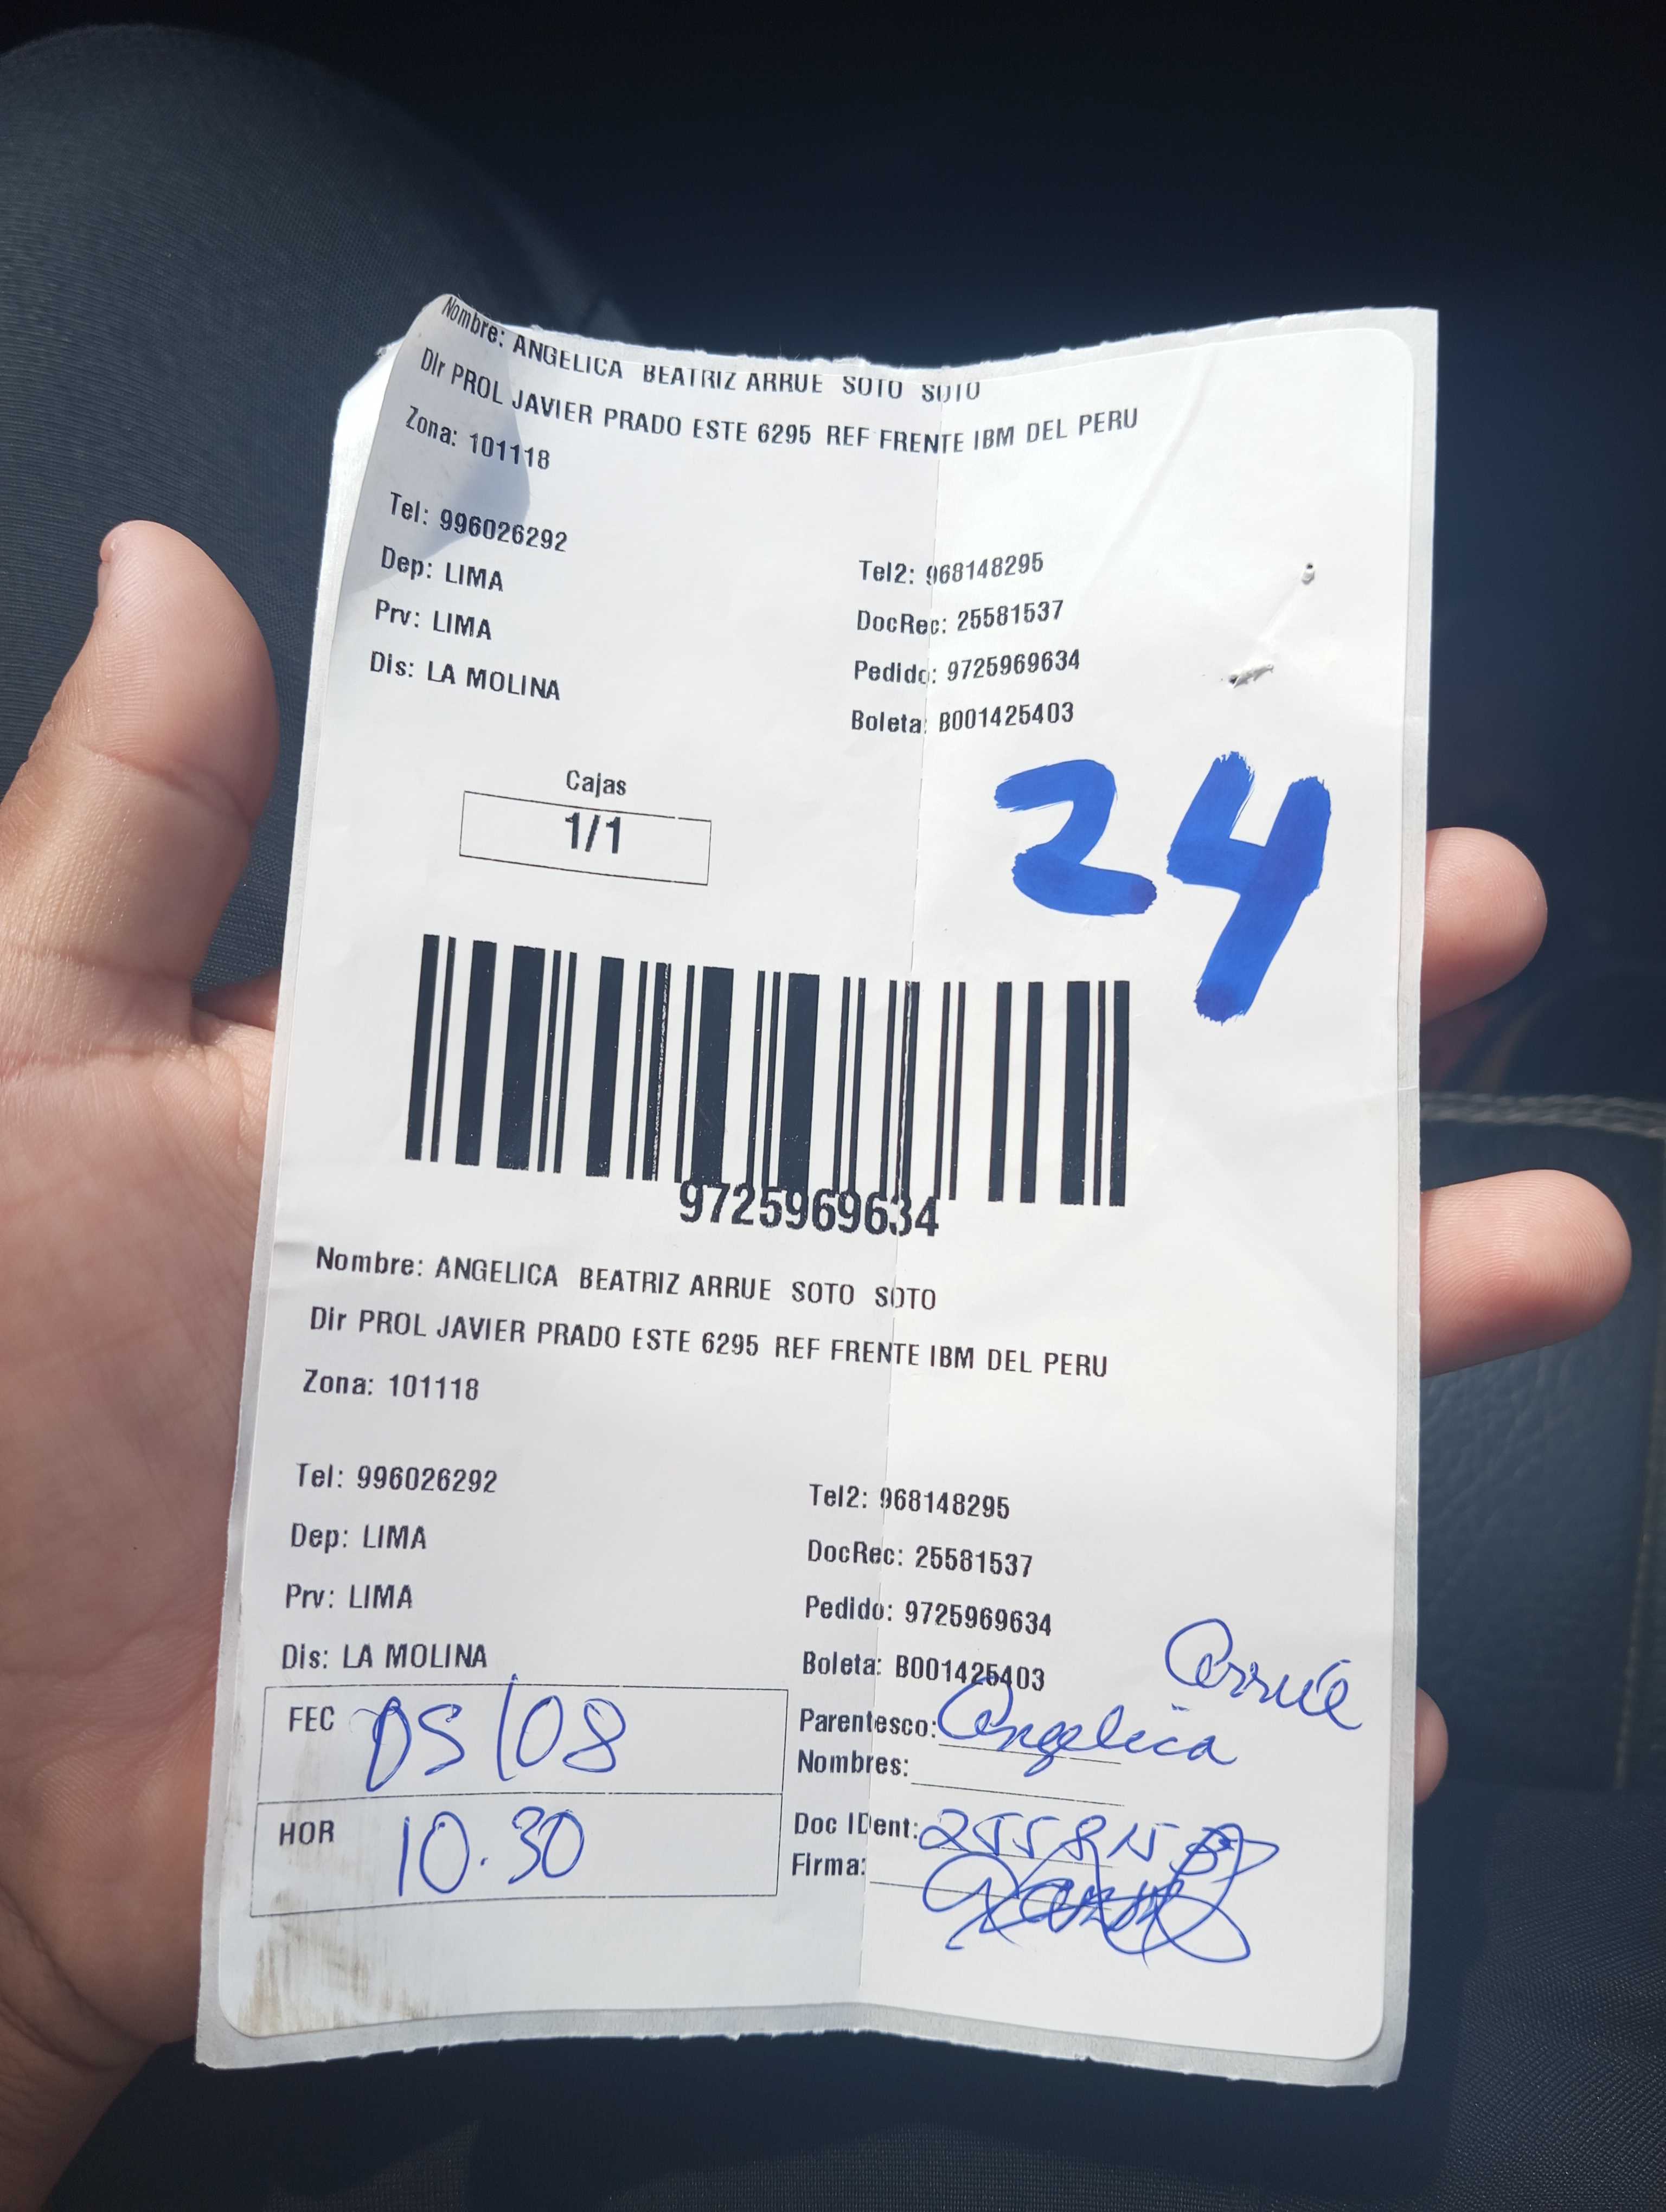 Nombre: ANGELICA BEATRIZ ARRUE SOTO SOTO
Dir PROL JAVIER PRADO ESTE 6295 REF FRENTE IBM DEL PERU
Zona: 101118
Tel: 996026292
Tel2: 968148295
Dep: LIMA
DocRec: 25581537
Prv: LIMA
Pedido: 9725969634
Dis: LA MOLINA
Boleta: B001425403
24
Cajas
1/1
9725969634
Nombre: ANGELICA BEATRIZ ARRUE SOTO SOTO
Dir PROL JAVIER PRADO ESTE 6295 REF FRENTE IBM DEL PERU
Zona: 101118
Tel: 996026292
Tel2: 968148295
Dep: LIMA
DocRec: 25581537
Prv: LIMA
Pedido: 9725969634
Dis: LA MOLINA
Boleta: B001425403
FEC 05/08
Parentesco: Angelica Arrué
Nombres:
HOR 10.30
Doc IDent: 25581537
Firma: